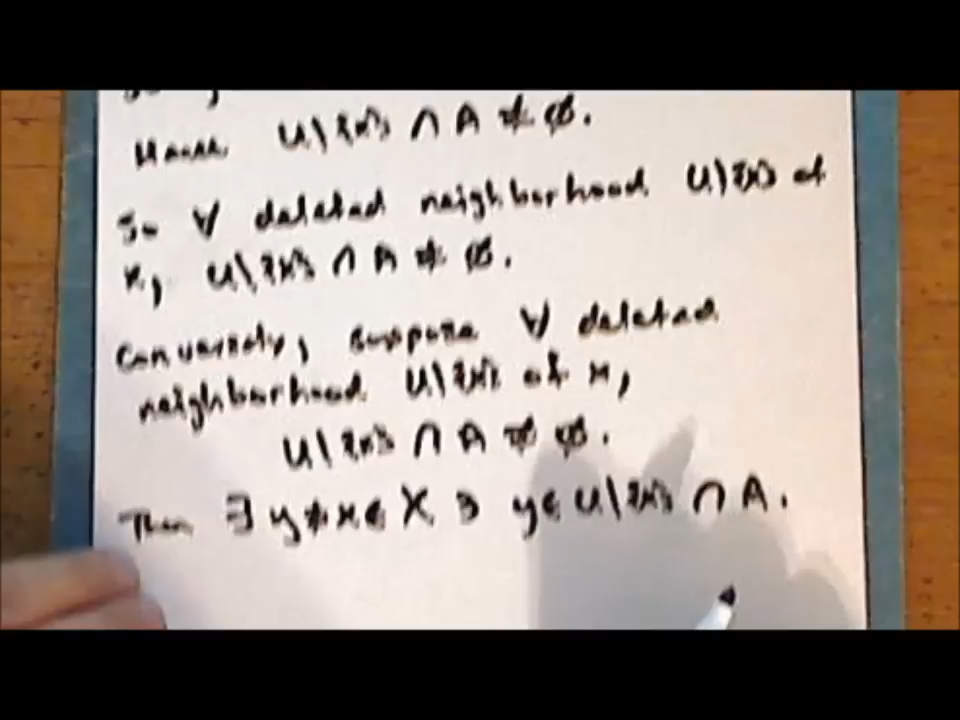 Hence U\{x} ∩ A ≠ ∅.
So ∀ deleted neighborhood U\{x} of
x, U\{x} ∩ A ≠ ∅.
Conversely, suppose ∀ deleted
neighborhood U\{x} of x,
U\{x} ∩ A ≠ ∅.
Then ∃ y ≠ x ∈ X ∋ y ∈ U\{x} ∩ A.